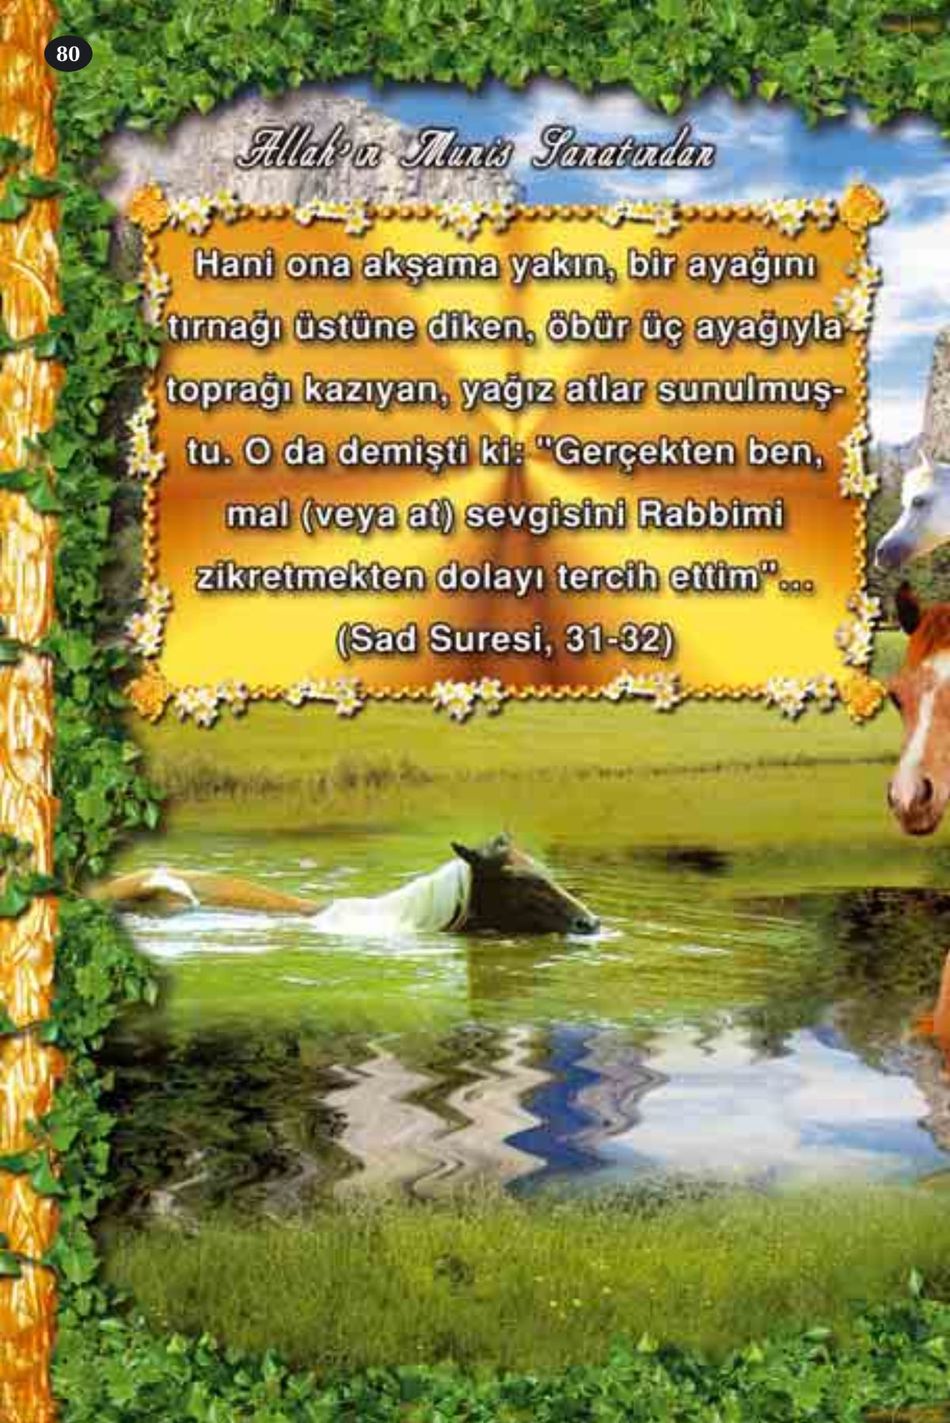 80
Allah'ın Munis Sanatından
Hani ona akşama yakın, bir ayağını
tırnağı üstüne diken, öbür üç ayağıyla
toprağı kazıyan, yağız atlar sunulmuş-
tu. O da demişti ki: "Gerçekten ben,
mal (veya at) sevgisini Rabbimi
zikretmekten dolayı tercih ettim"...
(Sad Suresi, 31-32)